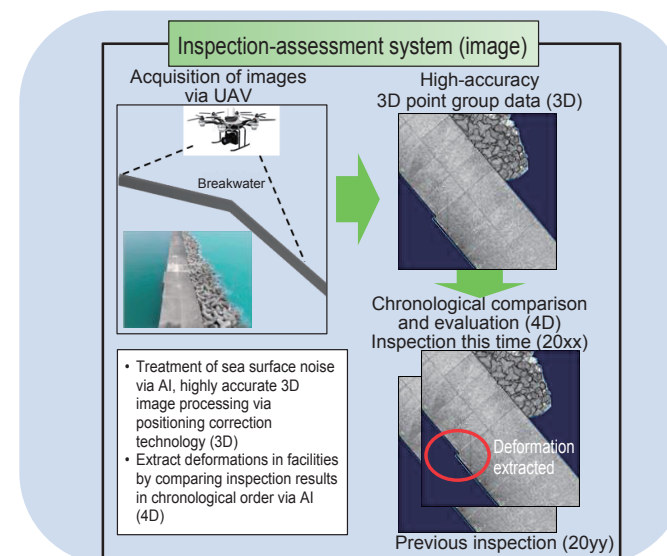 Inspection-assessment system (image)
Acquisition of images
via UAV
Breakwater
High-accuracy
3D point group data (3D)
Chronological comparison
and evaluation (4D)
Inspection this time (20xx)
Deformation
extracted
Previous inspection (20yy)
• Treatment of sea surface noise
via AI, highly accurate 3D
image processing via
positioning correction
technology (3D)
• Extract deformations in facilities
by comparing inspection results
in chronological order via AI
(4D)